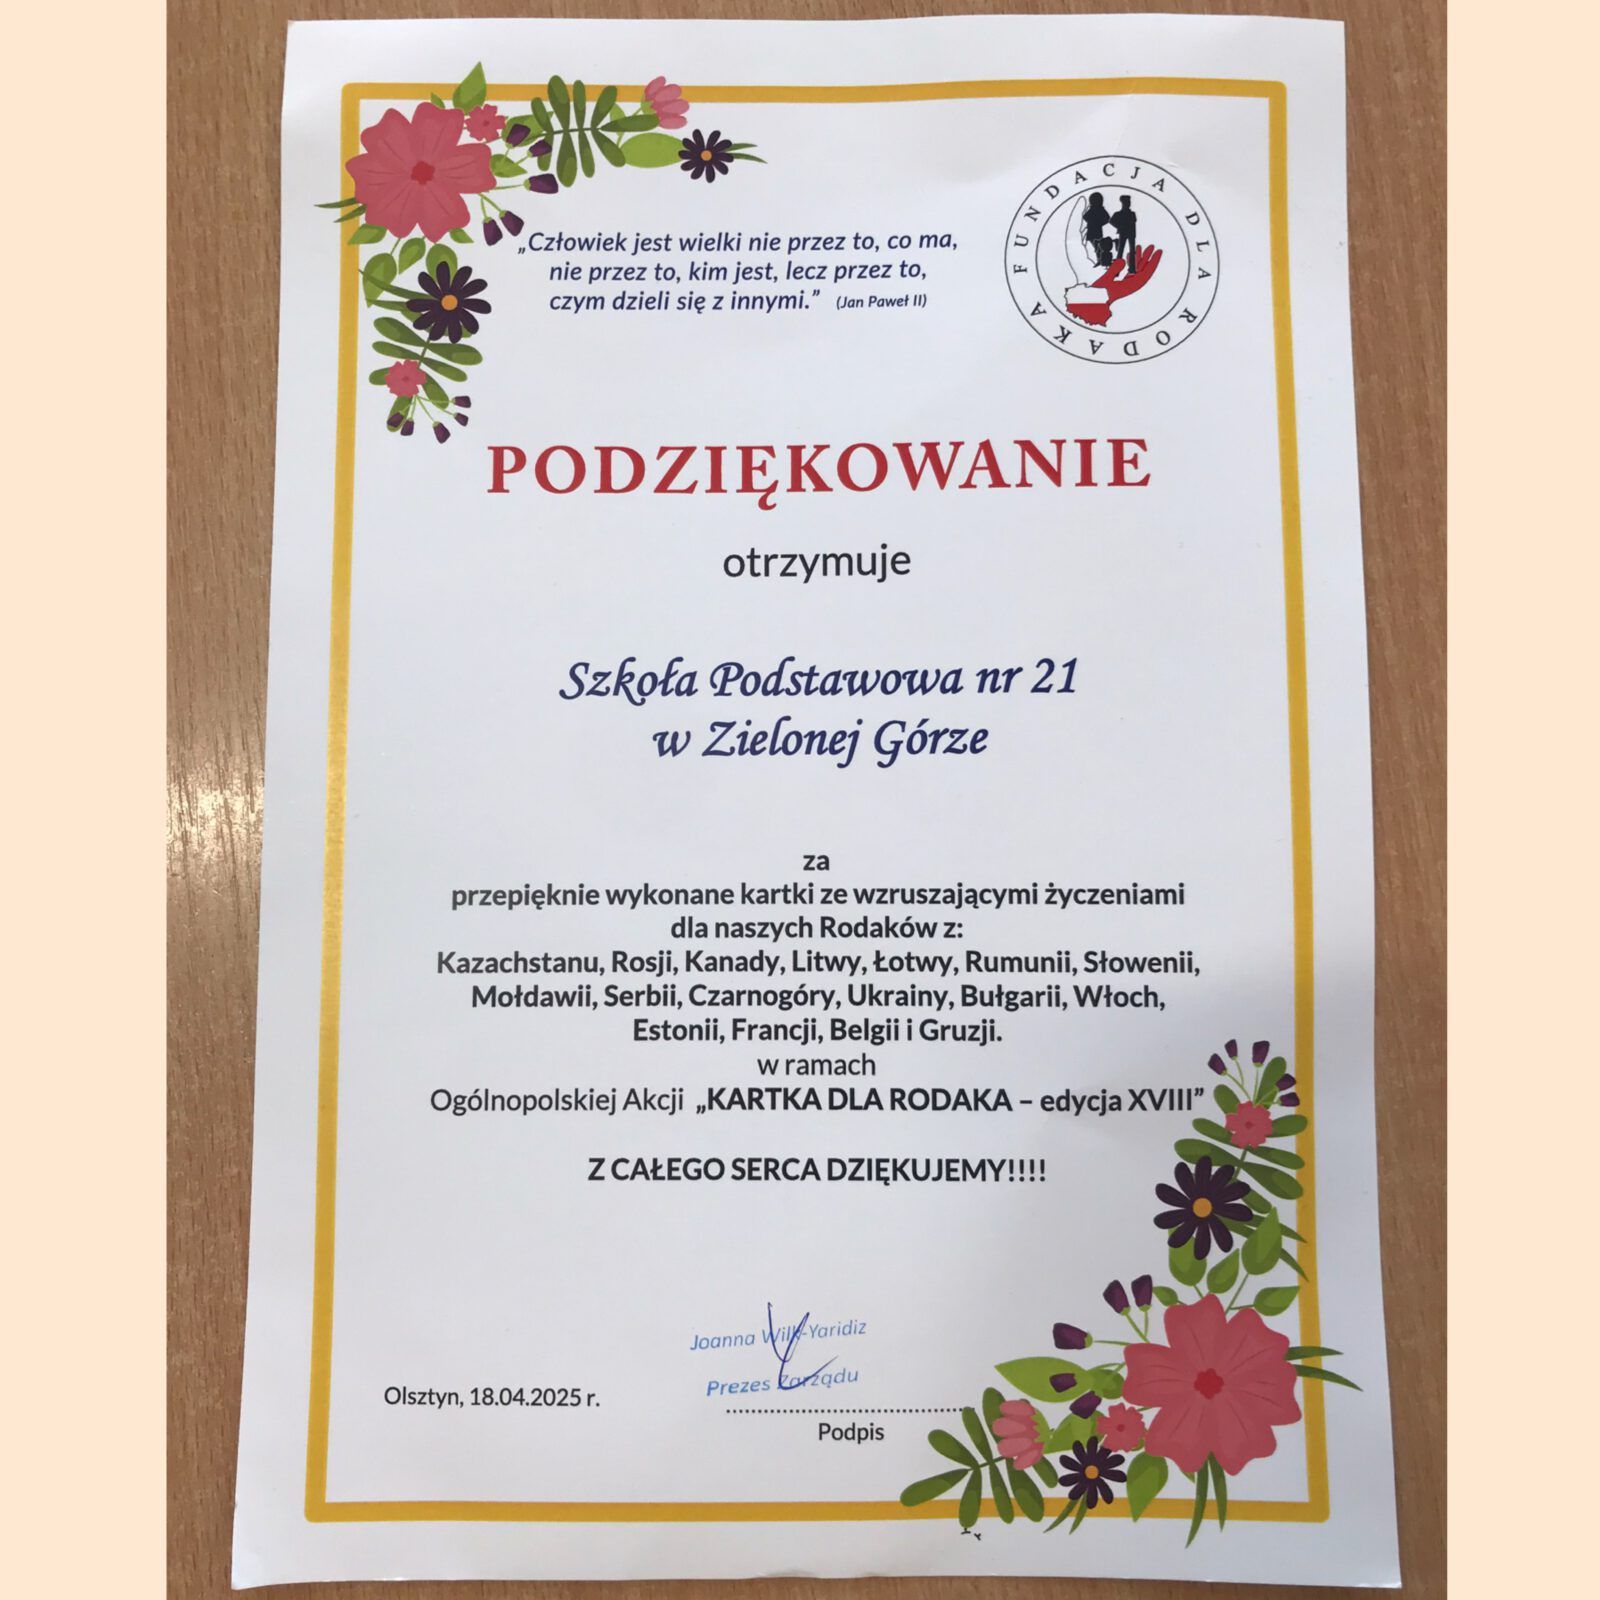 „Człowiek jest wielki nie przez to, co ma,
nie przez to, kim jest, lecz przez to,
czym dzieli się z innymi.” (Jan Paweł II)
FUNDACJA DLA RODAKA
PODZIĘKOWANIE
otrzymuje
Szkoła Podstawowa nr 21
w Zielonej Górze
za
przepięknie wykonane kartki ze wzruszającymi życzeniami
dla naszych Rodaków z:
Kazachstanu, Rosji, Kanady, Litwy, Łotwy, Rumunii, Słowenii,
Mołdawii, Serbii, Czarnogóry, Ukrainy, Bułgarii, Włoch,
Estonii, Francji, Belgii i Gruzji.
w ramach
Ogólnopolskiej Akcji „KARTKA DLA RODAKA – edycja XVIII”
Z CAŁEGO SERCA DZIĘKUJEMY!!!!
Joanna Wilk-Yaridiz
Prezes Zarządu
Olsztyn, 18.04.2025 r.
Podpis